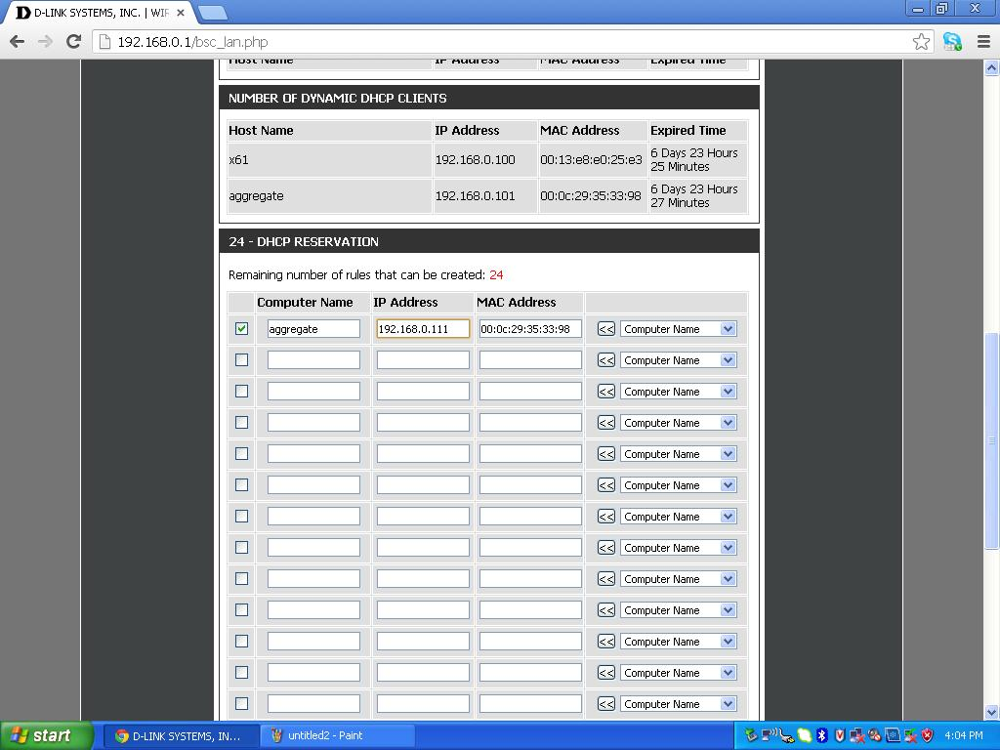 D-LINK SYSTEMS, INC. | WIF
192.168.0.1/bsc_lan.php
Host Name IP Address MAC Address Expired Time
NUMBER OF DYNAMIC DHCP CLIENTS
Host Name IP Address MAC Address Expired Time
x61 192.168.0.100 00:13:e8:e0:25:e3 6 Days 23 Hours
25 Minutes
aggregate 192.168.0.101 00:0c:29:35:33:98 6 Days 23 Hours
27 Minutes
24 - DHCP RESERVATION
Remaining number of rules that can be created: 24
Computer Name IP Address MAC Address
aggregate 192.168.0.111 00:0c:29:35:33:98 << Computer Name
<< Computer Name
<< Computer Name
<< Computer Name
<< Computer Name
<< Computer Name
<< Computer Name
<< Computer Name
<< Computer Name
<< Computer Name
<< Computer Name
<< Computer Name
<< Computer Name
start D-LINK SYSTEMS, IN... untitled2 - Paint 4:04 PM